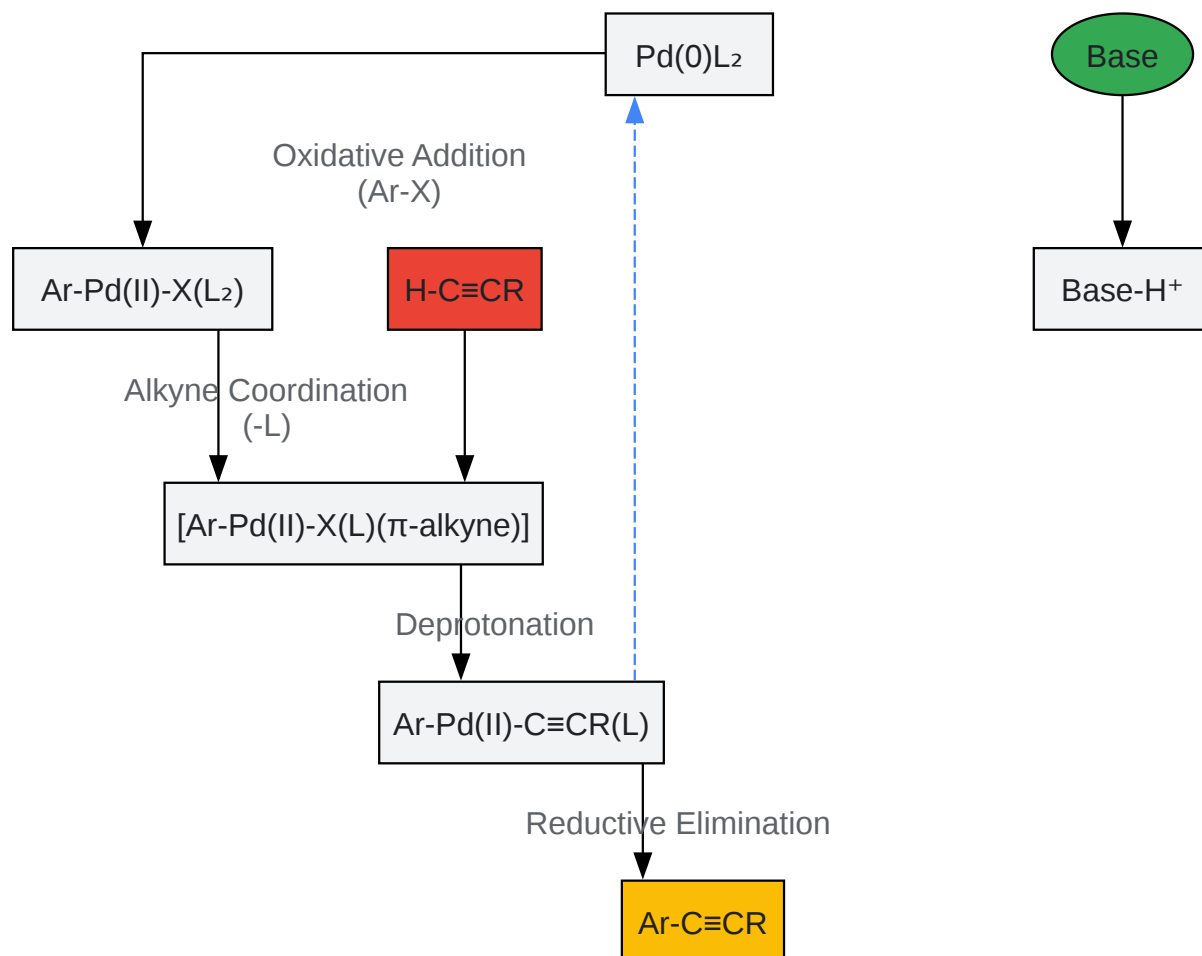 Pd(0)L₂
Base
Oxidative Addition
(Ar-X)
Ar-Pd(II)-X(L₂)
H-C≡CR
Base-H⁺
Alkyne Coordination
(-L)
[Ar-Pd(II)-X(L)(π-alkyne)]
Deprotonation
Ar-Pd(II)-C≡CR(L)
Reductive Elimination
Ar-C≡CR